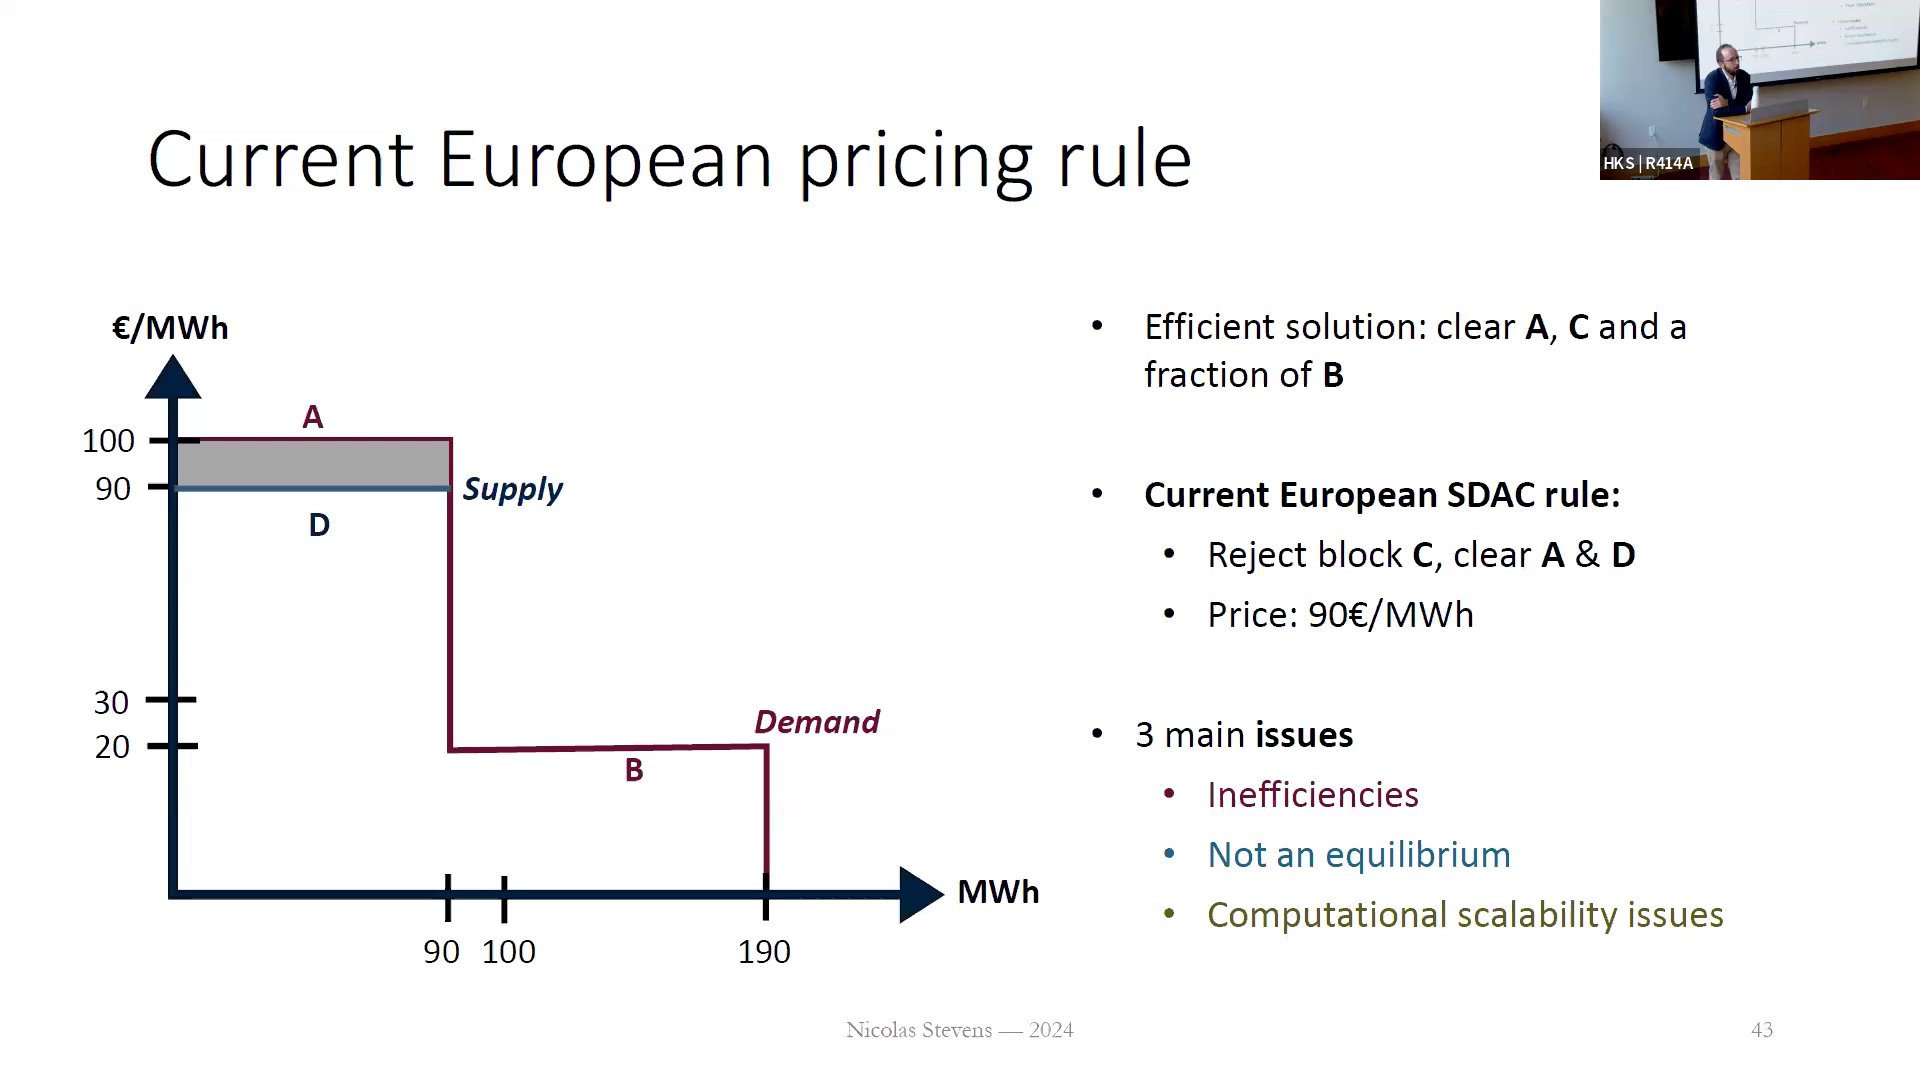 HKS | R414A
Current European pricing rule
€/MWh
100
90
30
20
A
Supply
D
Demand
B
MWh
90
100
190
• Efficient solution: clear A, C and a
fraction of B
• Current European SDAC rule:
• Reject block C, clear A & D
• Price: 90€/MWh
• 3 main issues
• Inefficiencies
• Not an equilibrium
• Computational scalability issues
Nicolas Stevens — 2024
43